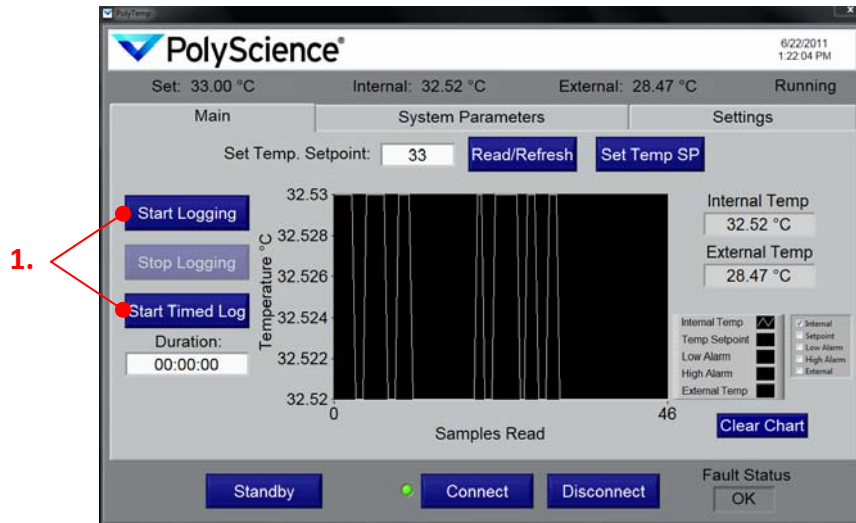 PolyTemp
x
PolyScience®
6/22/2011
1:22:04 PM
Set: 33.00 °C Internal: 32.52 °C External: 28.47 °C Running
Main System Parameters Settings
Set Temp. Setpoint: 33 Read/Refresh Set Temp SP
1.
Start Logging
Stop Logging
Start Timed Log
Duration:
00:00:00
Temperature °C
32.53
32.528
32.526
32.524
32.522
32.52
0 46
Samples Read
Internal Temp
32.52 °C
External Temp
28.47 °C
Internal Temp
Temp Setpoint
Low Alarm
High Alarm
External Temp
Internal
Setpoint
Low Alarm
High Alarm
External
Clear Chart
Standby Connect Disconnect
Fault Status
OK